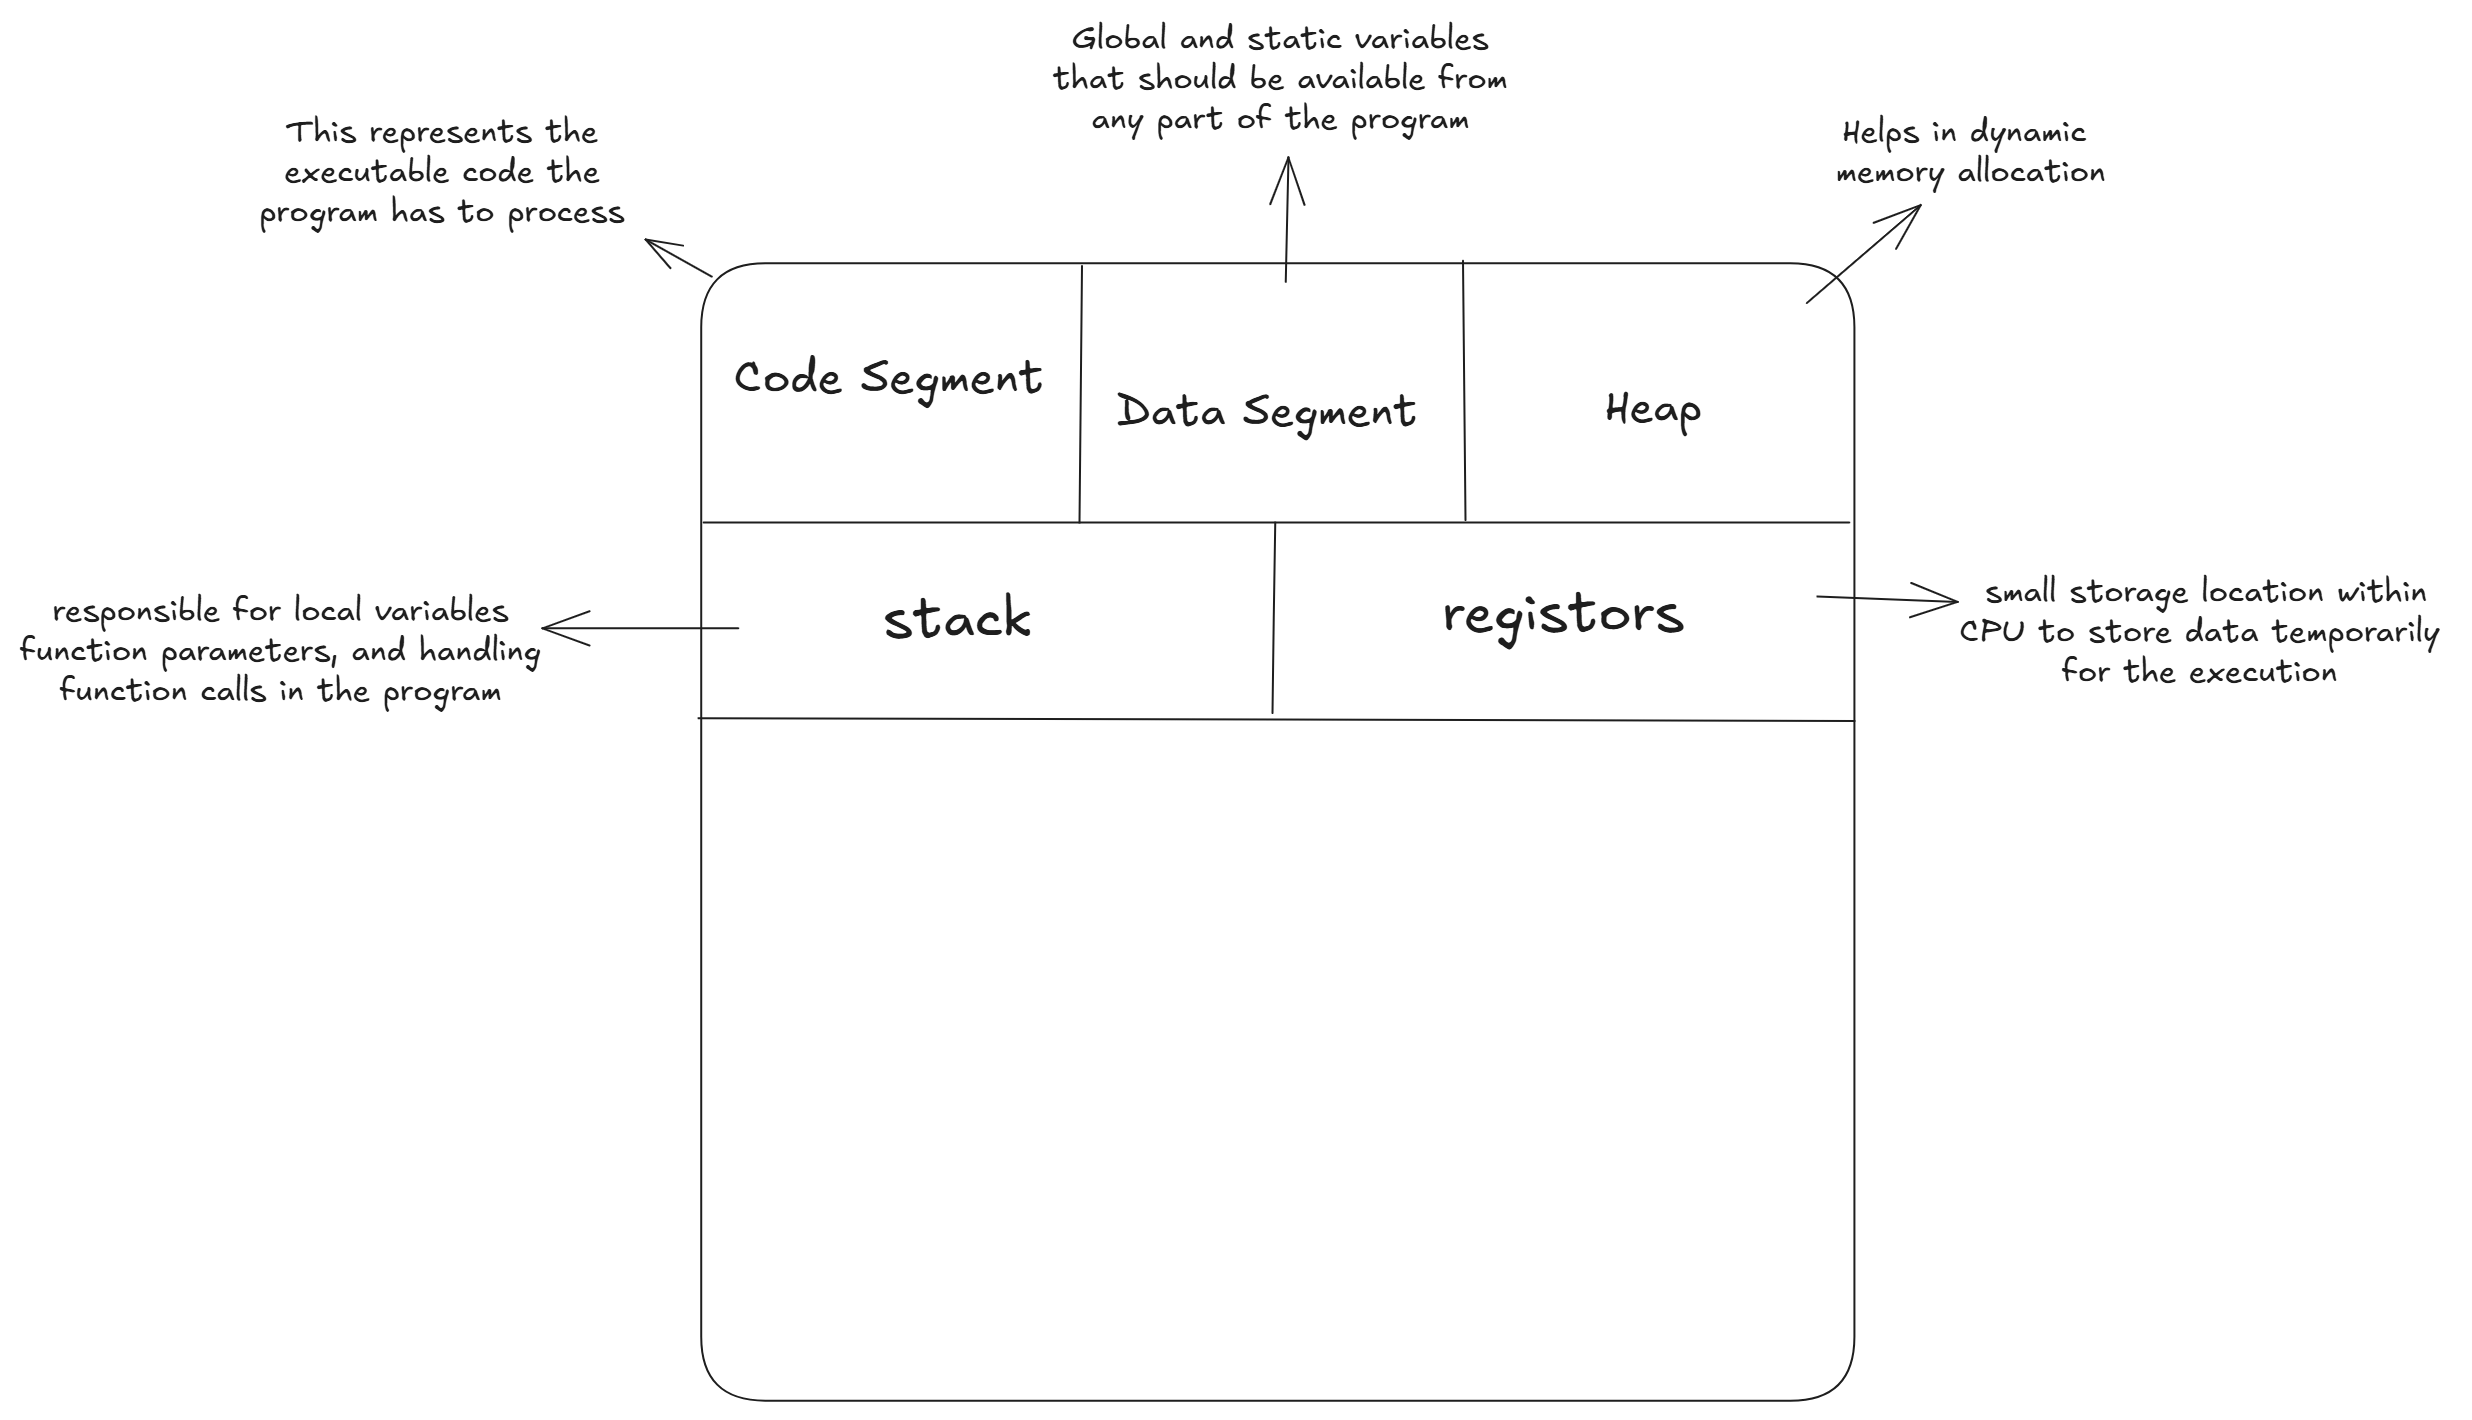 Global and static variables
that should be available from
any part of the program
This represents the
executable code the
program has to process
Helps in dynamic
memory allocation
Code Segment
Data Segment
Heap
responsible for local variables
function parameters, and handling
function calls in the program
stack
registors
small storage location within
CPU to store data temporarily
for the execution